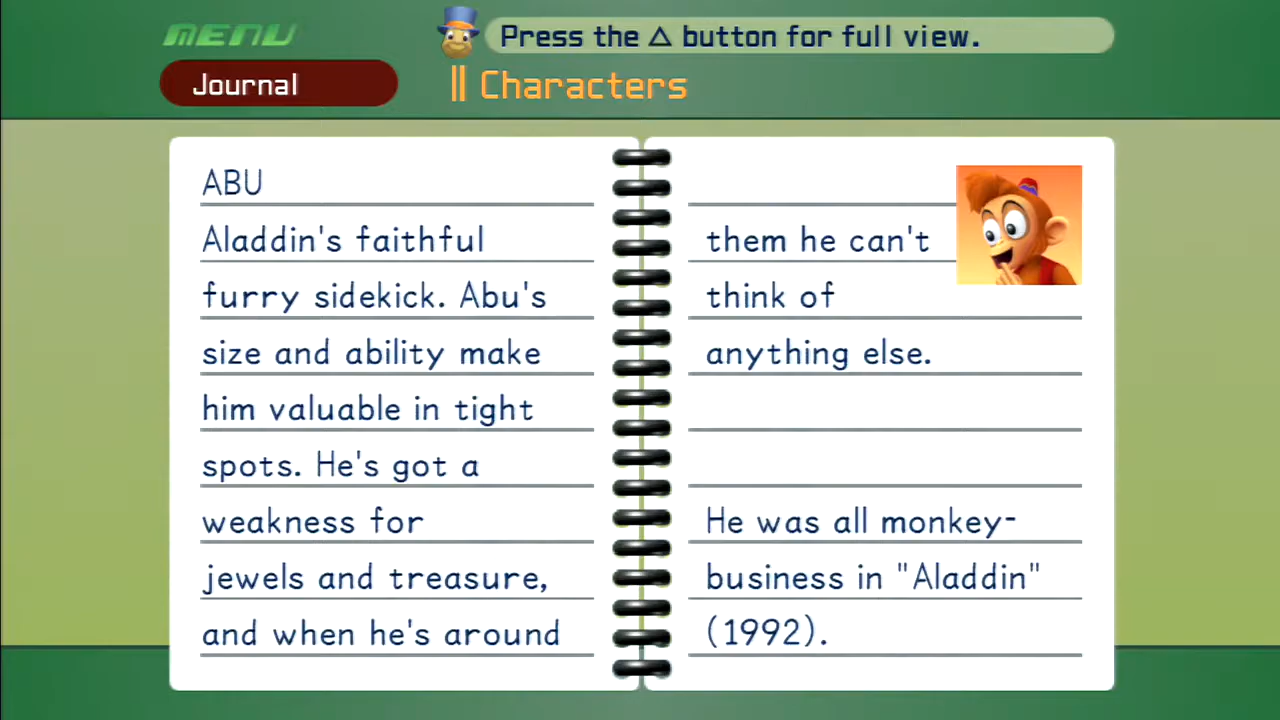 MENU
Press the △ button for full view.
Journal
Characters
ABU
Aladdin's faithful
furry sidekick. Abu's
size and ability make
him valuable in tight
spots. He's got a
weakness for
jewels and treasure,
and when he's around
them he can't
think of
anything else.
He was all monkey-
business in "Aladdin"
(1992).